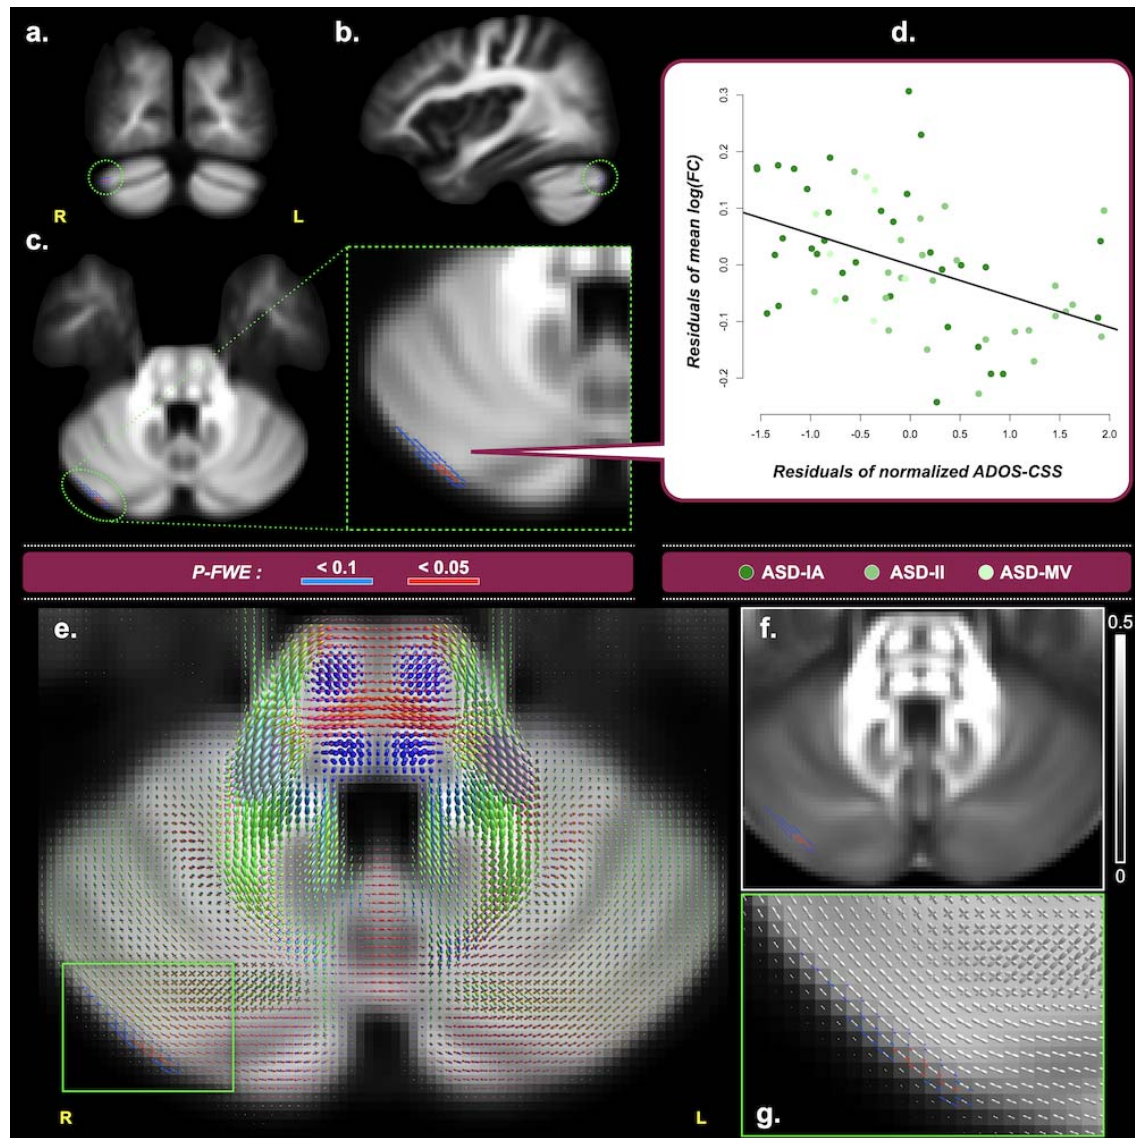 a.
b.
d.
R
L
c.
0.3
0.2
0.1
0.0
-0.1
-0.2
Residuals of mean log(FC)
-1.5
-1.0
-0.5
0.0
0.5
1.0
1.5
2.0
Residuals of normalized ADOS-CSS
P-FWE : < 0.1 < 0.05
ASD-IA ASD-II ASD-MV
e.
R
L
f.
0.5
0
g.